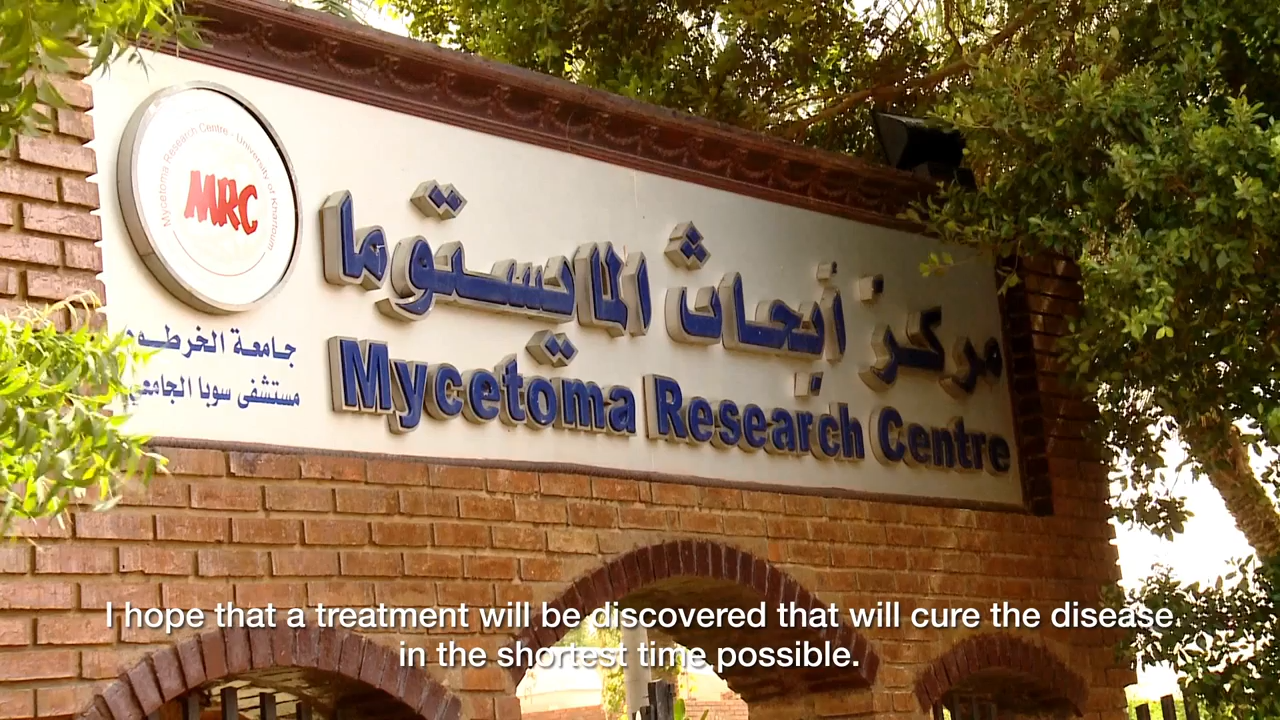 Mycetoma Research Centre - University of Khartoum
MRC
جامعة الخرطوم
مستشفى سوبا الجامعي
مركز أبحاث المايستوما
Mycetoma Research Centre
I hope that a treatment will be discovered that will cure the disease
in the shortest time possible.